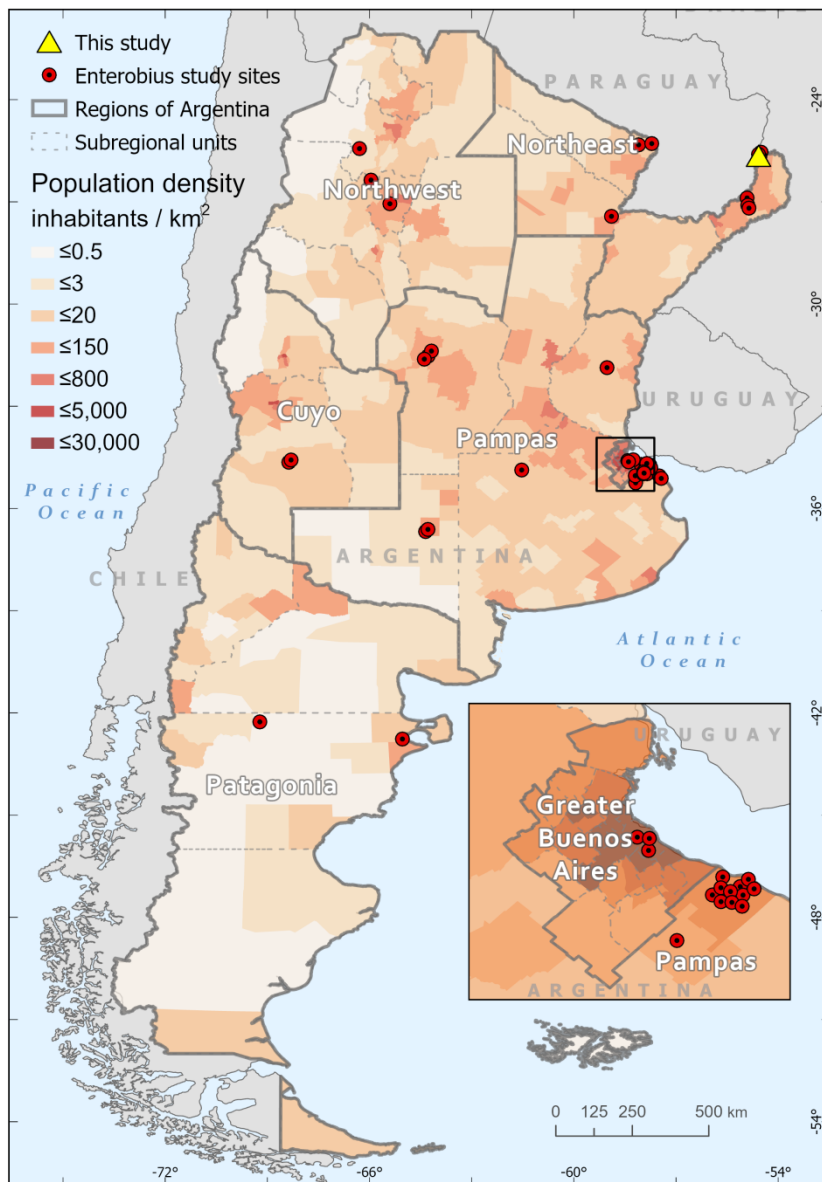 This study
Enterobius study sites
Regions of Argentina
Subregional units
Population density
inhabitants / km²
≤0.5
≤3
≤20
≤150
≤800
≤5,000
≤30,000
PARAGUAY
Northeast
Northwest
Cuyo
Pampas
URUGUAY
Pacific
Ocean
CHILE
ARGENTINA
Atlantic
Ocean
Patagonia
URUGUAY
Greater
Buenos
Aires
Pampas
ARGENTINA
0 125 250 500 km
-24°
-30°
-36°
-42°
-48°
-54°
-72° -66° -60° -54°